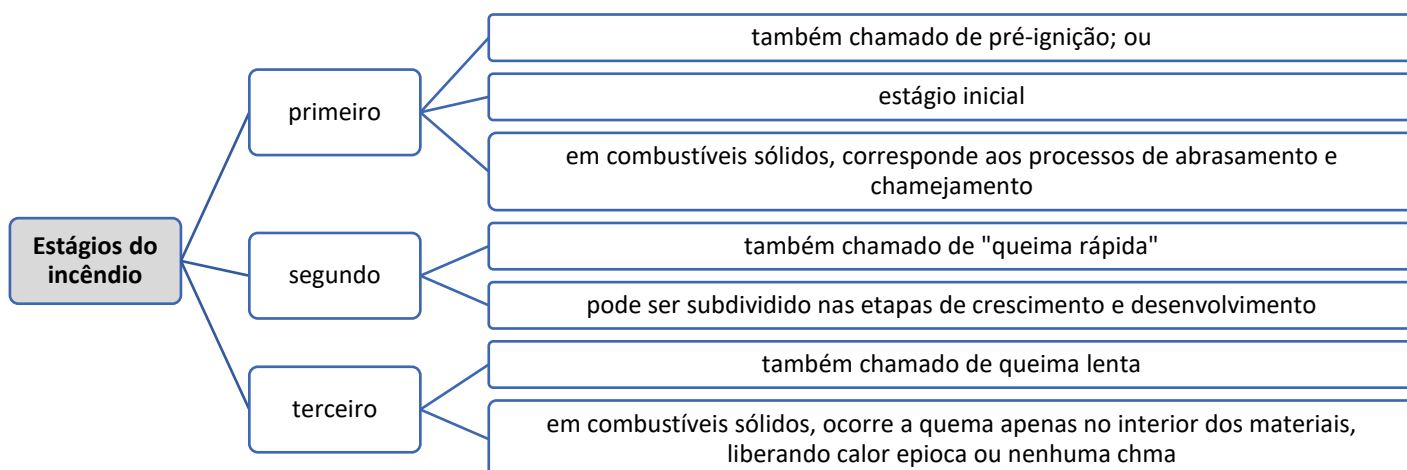 Estágios do
incêndio
primeiro
também chamado de pré-ignição; ou
estágio inicial
em combustíveis sólidos, corresponde aos processos de abrasamento e
chamejamento
segundo
também chamado de "queima rápida"
pode ser subdividido nas etapas de crescimento e desenvolvimento
terceiro
também chamado de queima lenta
em combustíveis sólidos, ocorre a quema apenas no interior dos materiais,
liberando calor epioca ou nenhuma chma